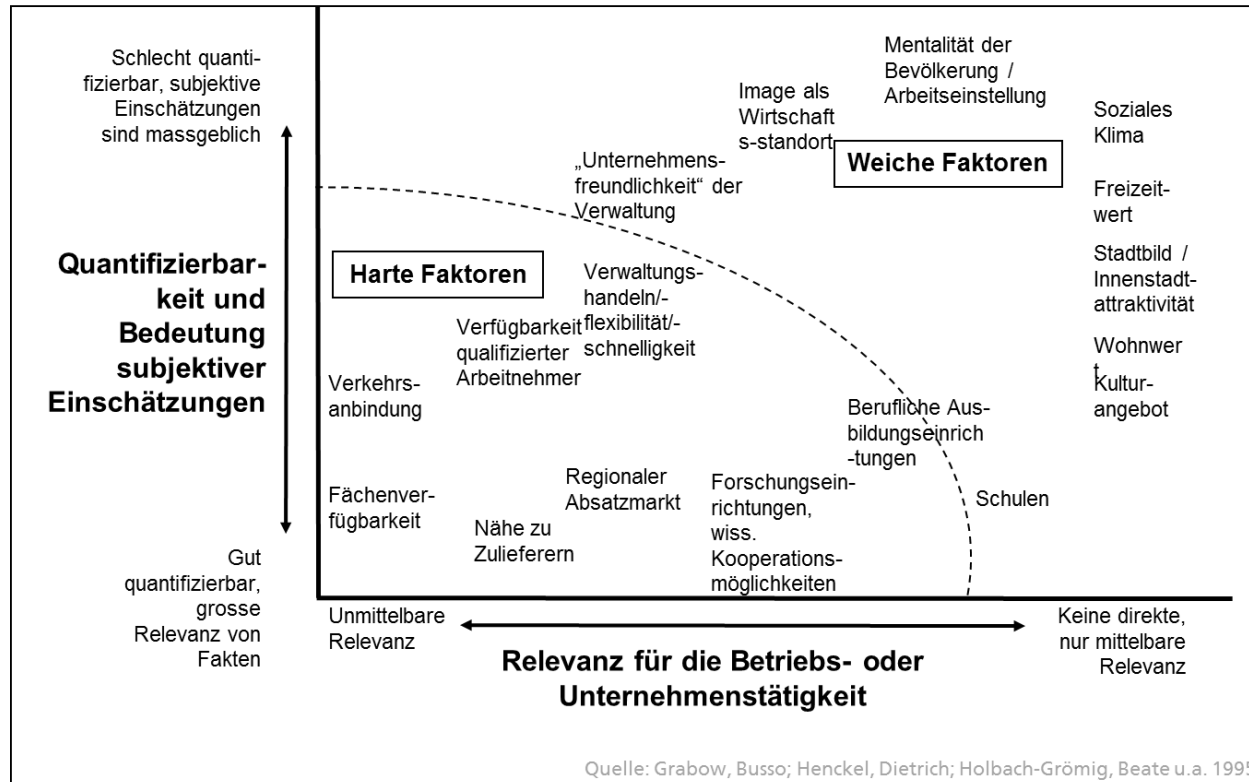 Schlecht quanti-
fizierbar, subjektive
Einschätzungen
sind massgeblich
Quantifizierbar-
keit und
Bedeutung
subjektiver
Einschätzungen
Gut
quantifizierbar,
grosse
Relevanz von
Fakten
Mentalität der
Bevölkerung /
Arbeitseinstellung
Image als
Wirtschaft
s-standort
Soziales
Klima
Weiche Faktoren
„Unternehmens-
freundlichkeit“ der
Verwaltung
Freizeit-
wert
Harte Faktoren
Verwaltungs-
handeln/-
flexibilität/-
schnelligkeit
Stadtbild /
Innenstadt-
attraktivität
Verfügbarkeit
qualifizierter
Arbeitnehmer
Wohnwer
t
Kultur-
angebot
Verkehrs-
anbindung
Berufliche Aus-
bildungseinrich
-tungen
Regionaler
Absatzmarkt
Forschungsein-
richtungen,
wiss.
Kooperations-
möglichkeiten
Schulen
Fächenver-
fügbarkeit
Nähe zu
Zulieferern
Unmittelbare
Relevanz
Keine direkte,
nur mittelbare
Relevanz
Relevanz für die Betriebs- oder
Unternehmenstätigkeit
Quelle: Grabow, Busso; Henckel, Dietrich; Holbach-Grömig, Beate u.a. 1995